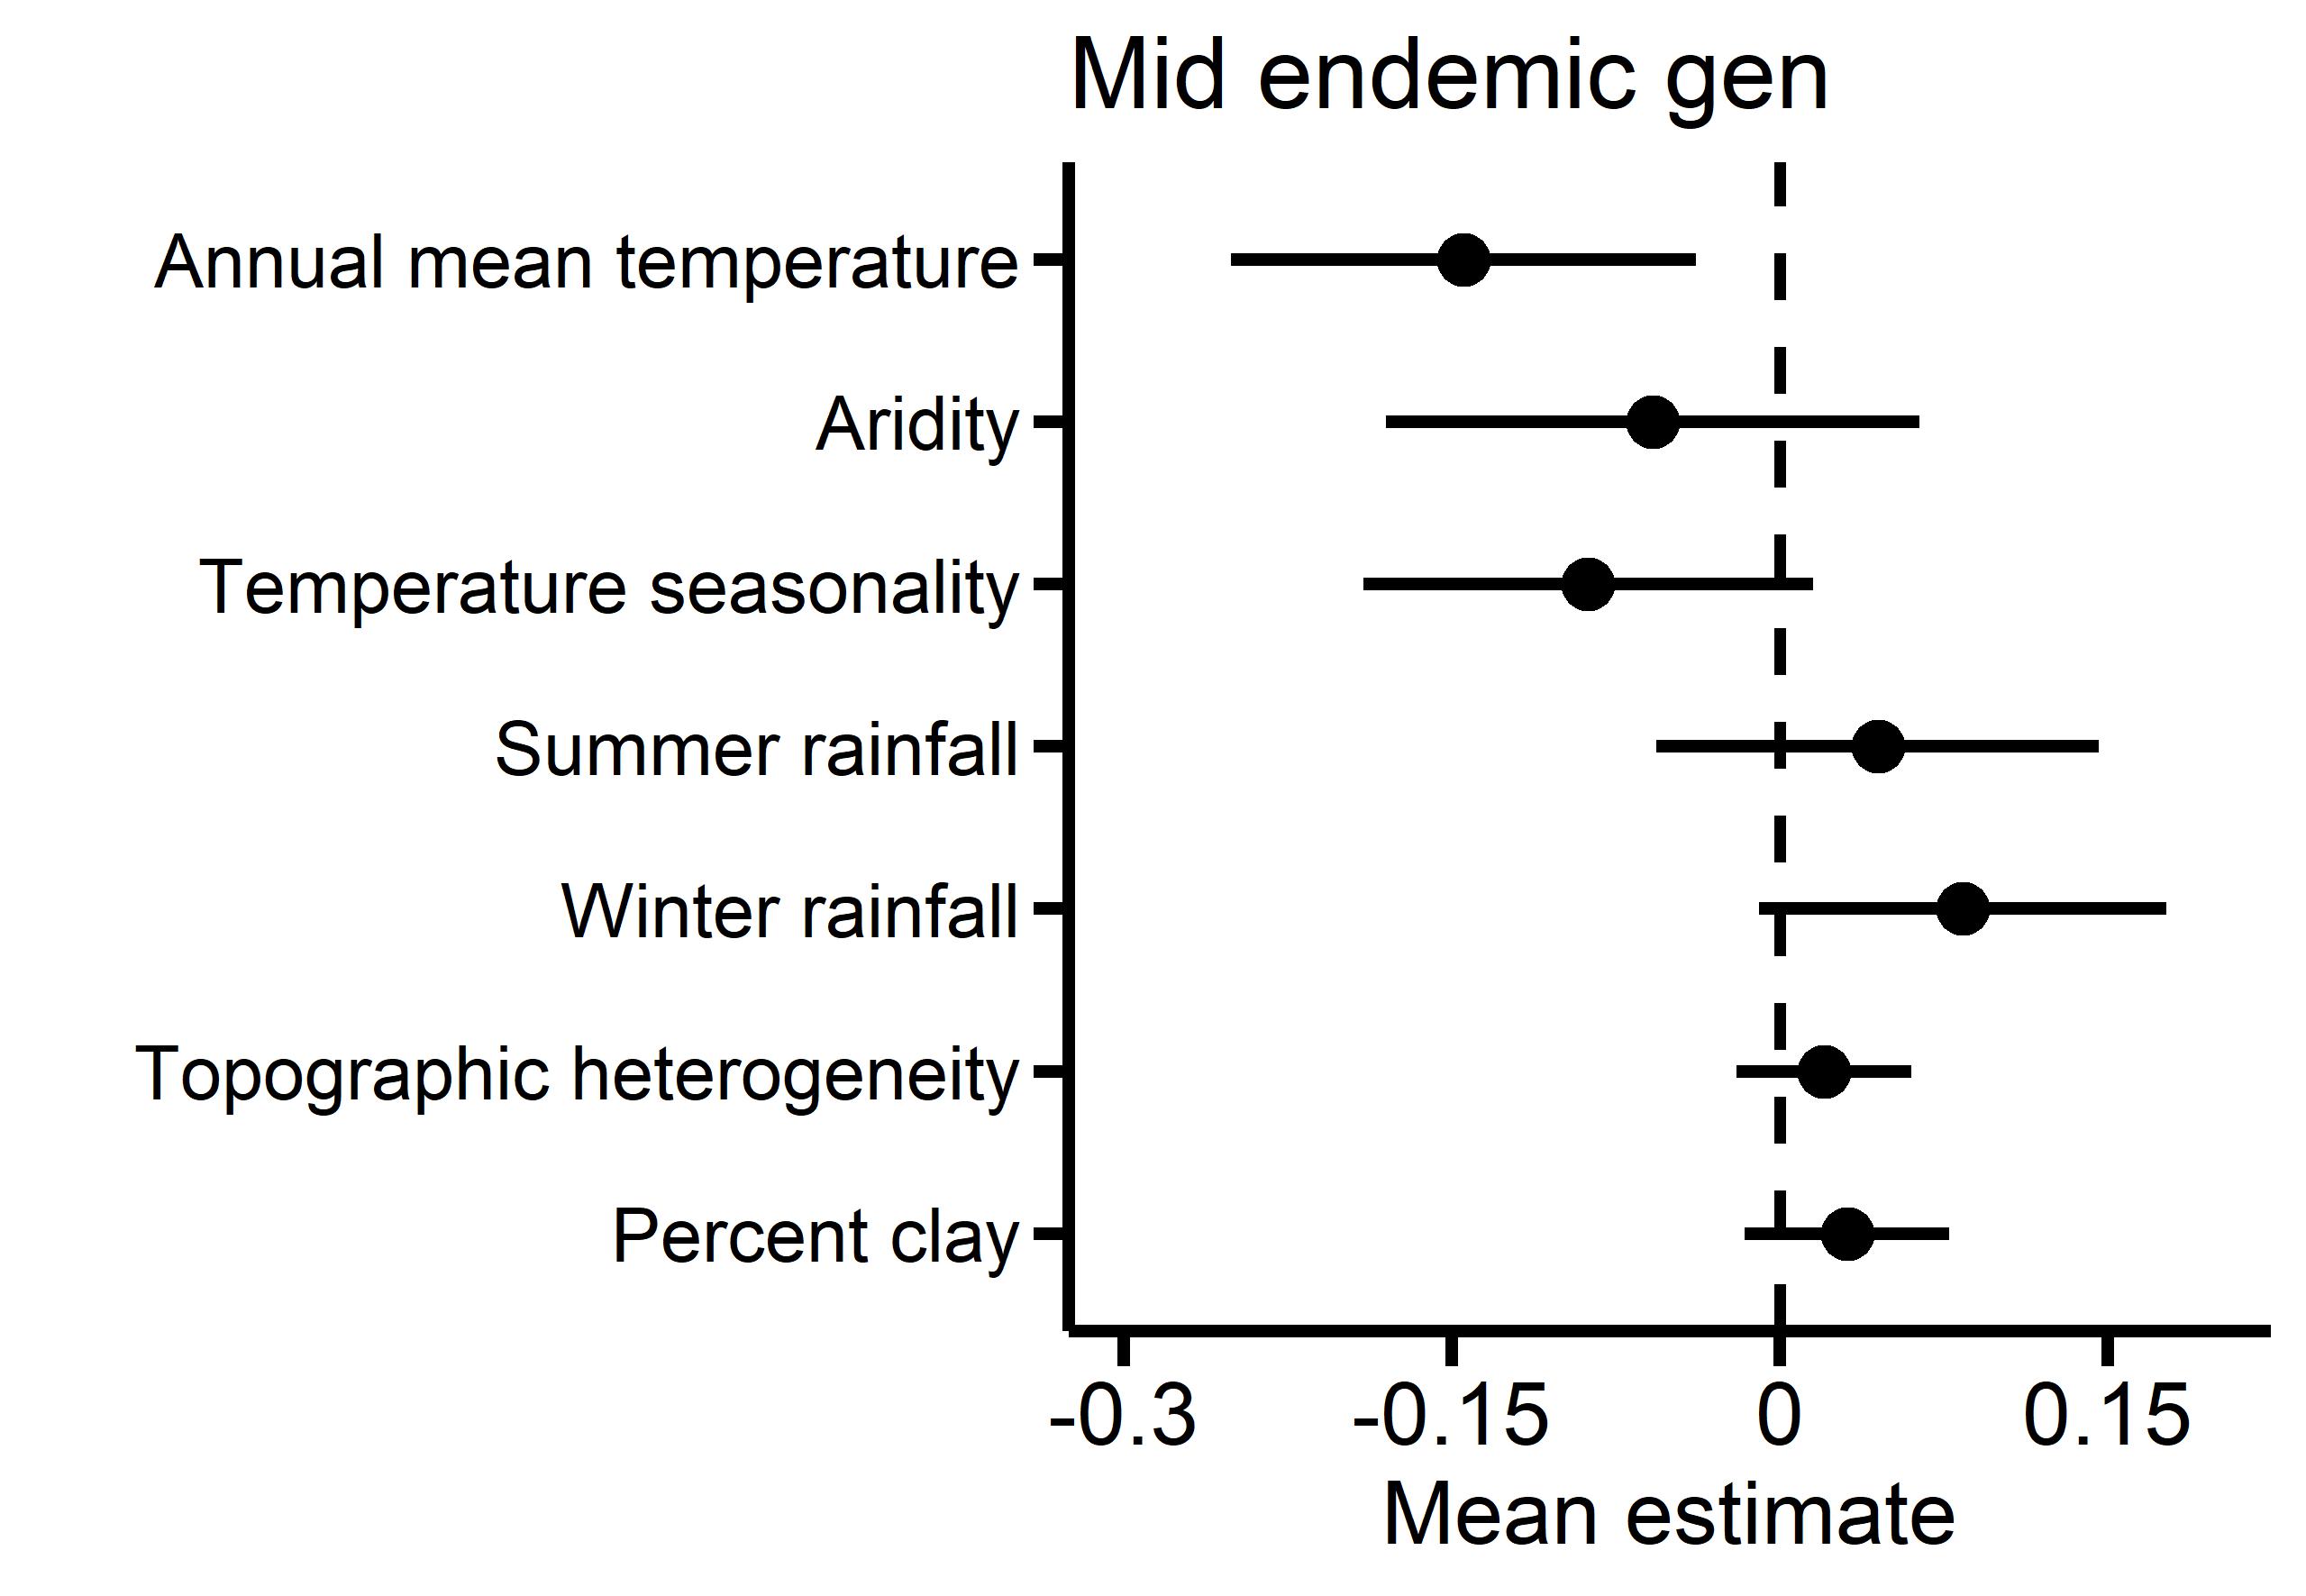 Mid endemic gen
Annual mean temperature
Aridity
Temperature seasonality
Summer rainfall
Winter rainfall
Topographic heterogeneity
Percent clay
-0.3 -0.15 0 0.15
Mean estimate